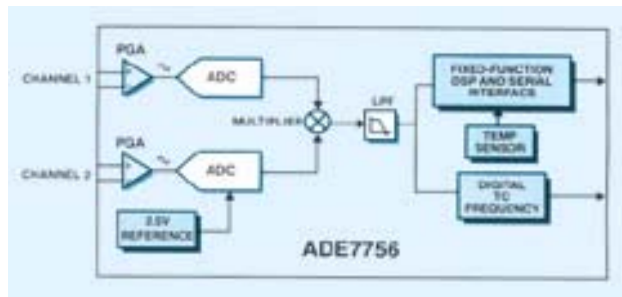 PGA
CHANNEL 1
ADC
MULTIPLIER
LPF
FIXED-FUNCTION
DSP AND SERIAL
INTERFACE
TEMP
SENSOR
PGA
CHANNEL 2
ADC
DIGITAL
TO
FREQUENCY
2.5V
REFERENCE
ADE7756